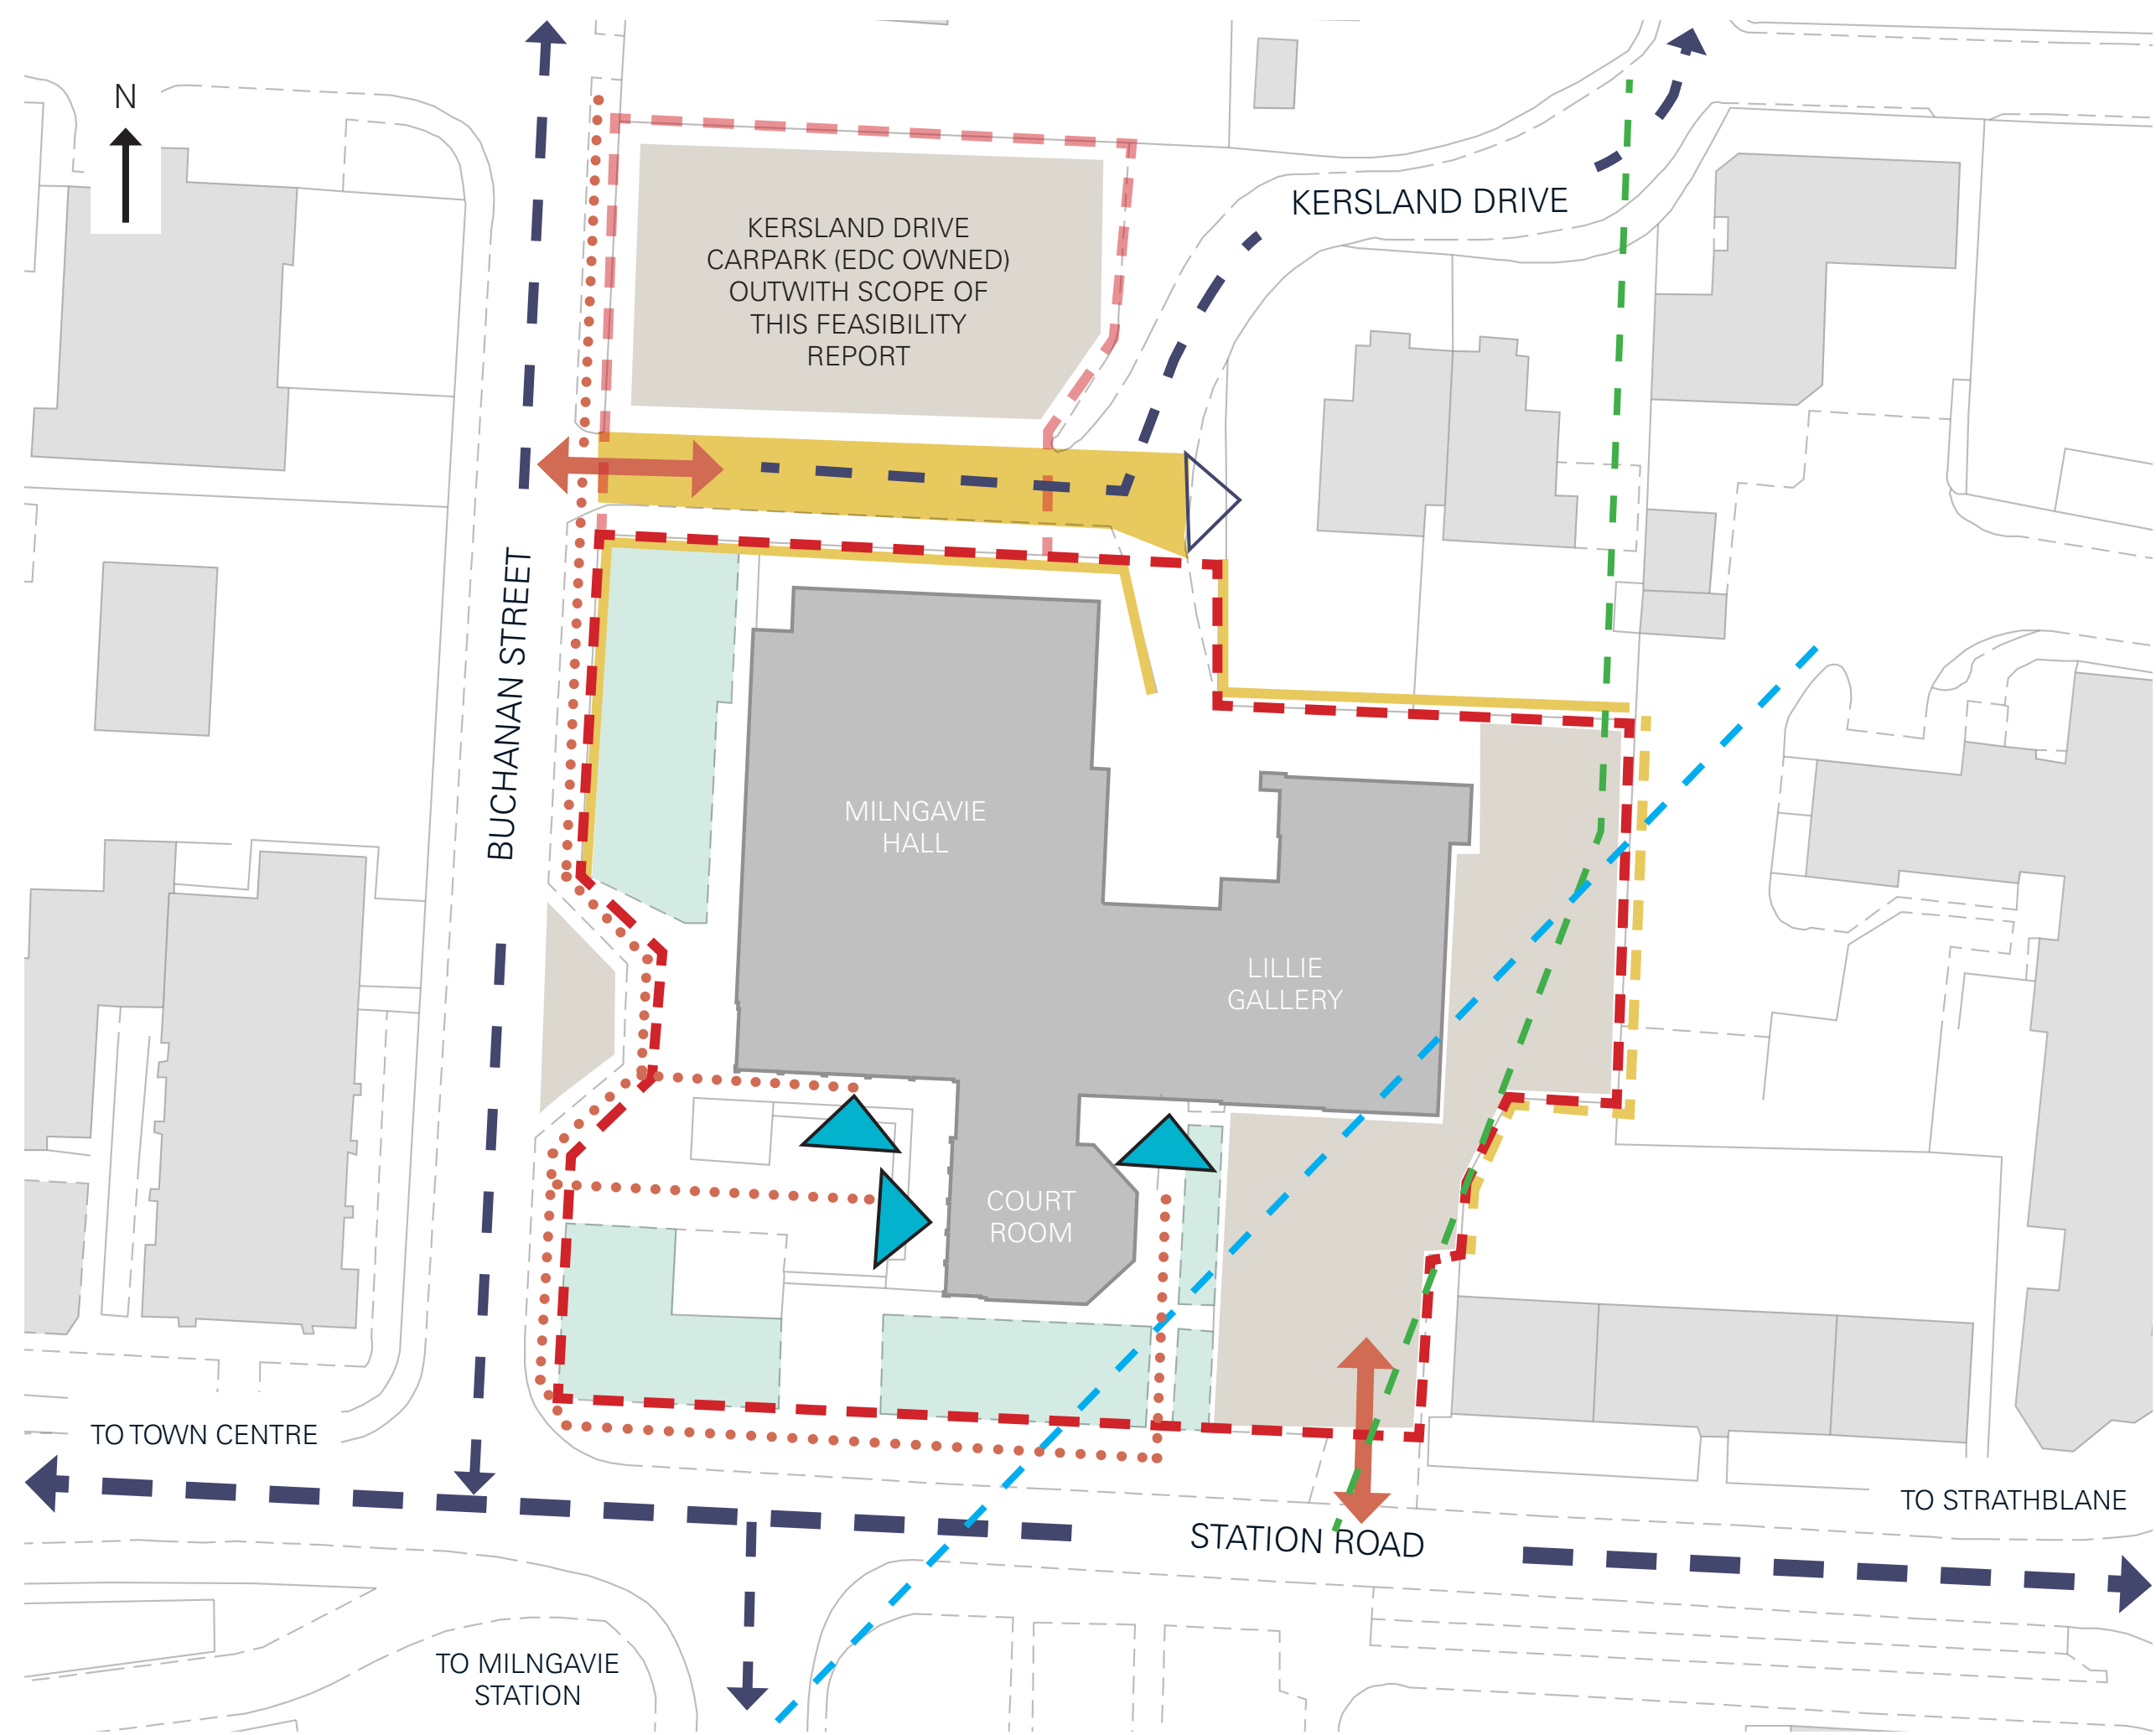 N
KERSLAND DRIVE
KERSLAND DRIVE
CARPARK (EDC OWNED)
OUTWITH SCOPE OF
THIS FEASIBILITY
REPORT
BUCHANAN STREET
MILNGAVIE
HALL
LILLIE
GALLERY
COURT
ROOM
TO TOWN CENTRE
TO STRATHBLANE
STATION ROAD
TO MILNGAVIE
STATION